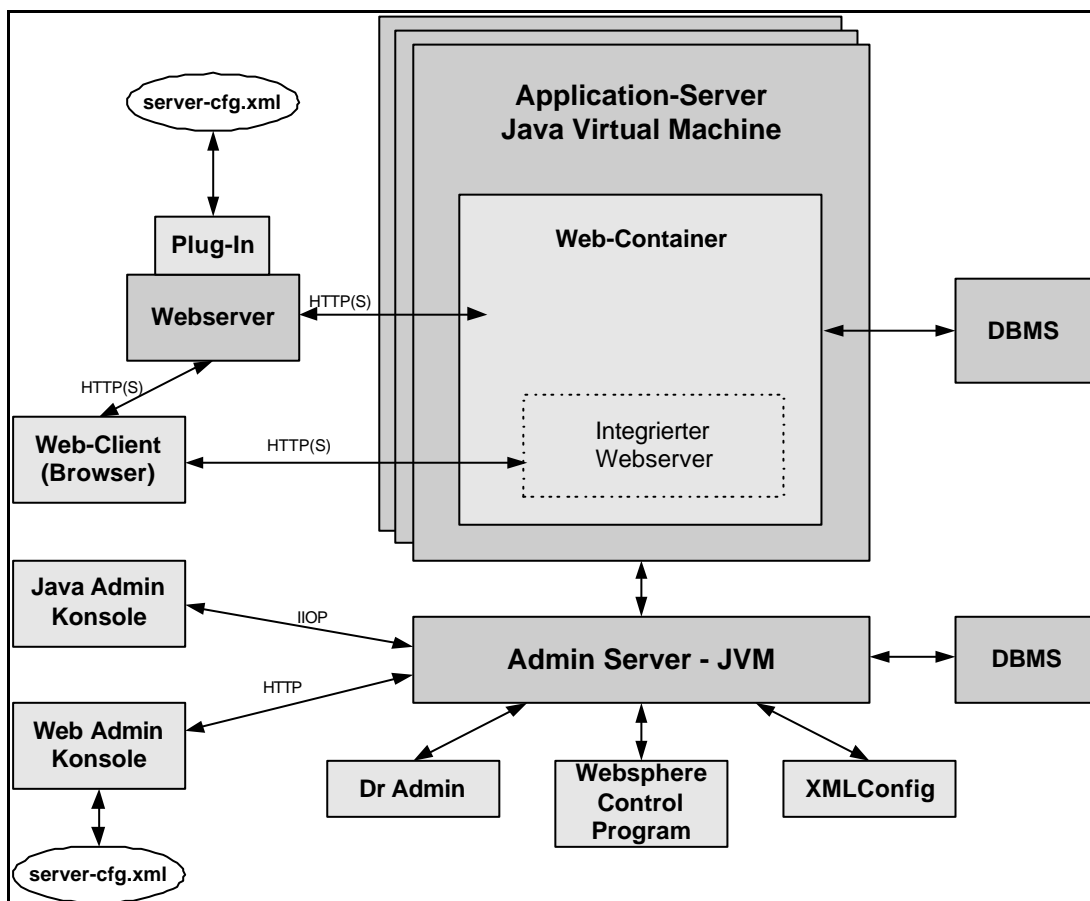 server-cfg.xml
Application-Server
Java Virtual Machine
Plug-In
Web-Container
Webserver
HTTP(S)
DBMS
HTTP(S)
Web-Client
(Browser)
HTTP(S)
Integrierter
Webserver
Java Admin
Konsole
IIOP
Admin Server - JVM
DBMS
HTTP
Web Admin
Konsole
Dr Admin
Websphere
Control
Program
XMLConfig
server-cfg.xml